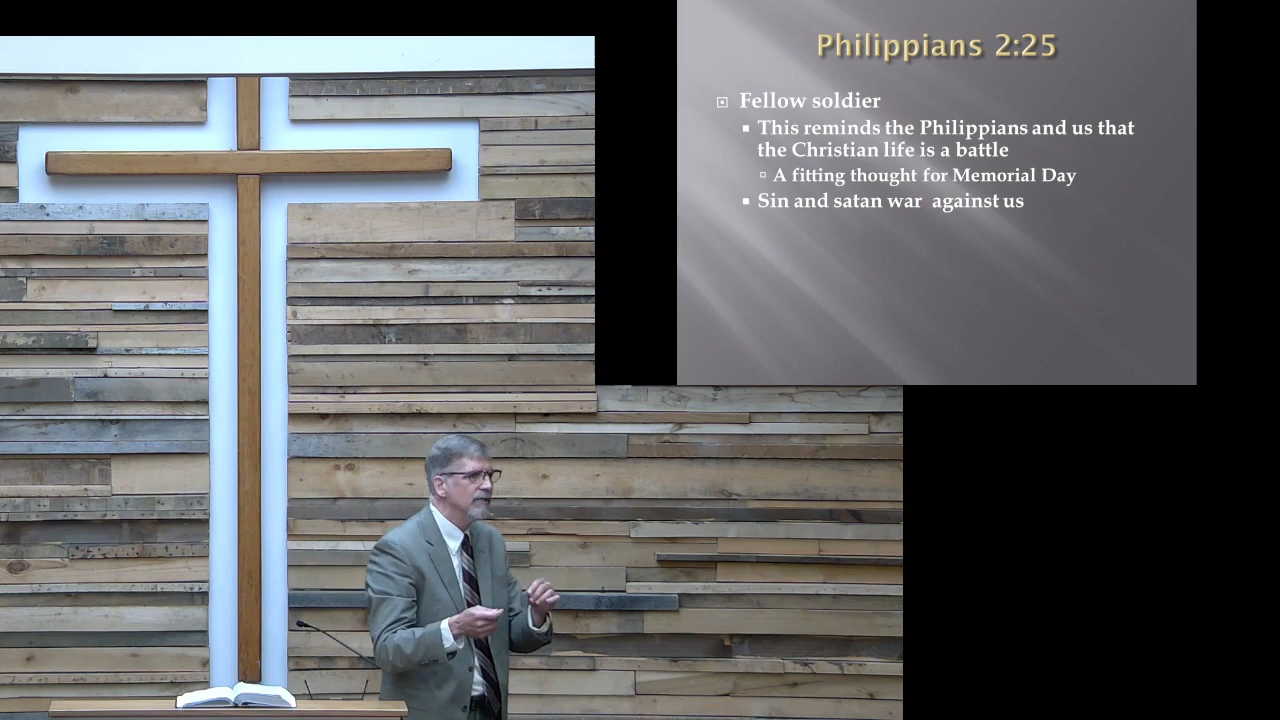 Philippians 2:25
Fellow soldier
This reminds the Philippians and us that
the Christian life is a battle
A fitting thought for Memorial Day
Sin and satan war against us